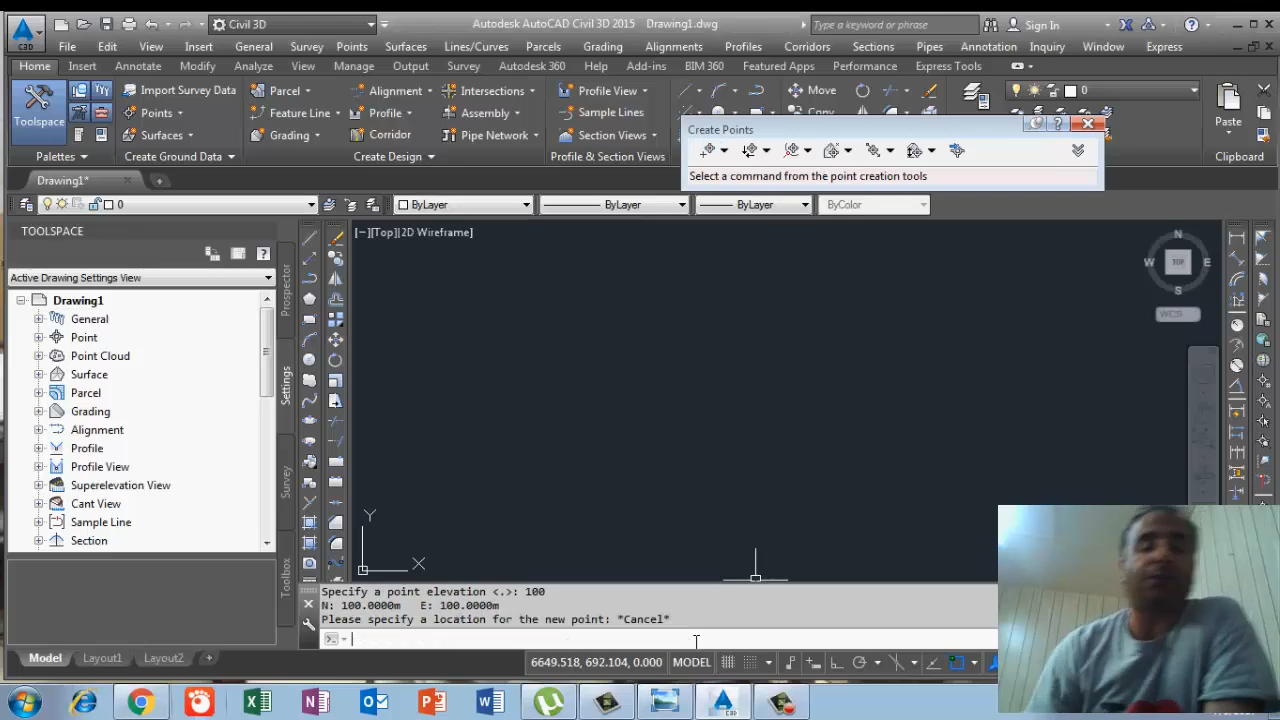 Civil 3D
Autodesk AutoCAD Civil 3D 2015 Drawing1.dwg
Type a keyword or phrase
Sign In
C3D
File Edit View Insert General Survey Points Surfaces Lines/Curves Parcels Grading Alignments Profiles Corridors Sections Pipes Annotation Inquiry Window Express
Home Insert Annotate Modify Analyze View Manage Output Survey Autodesk 360 Help Add-ins BIM 360 Featured Apps Performance Express Tools
Toolspace
Import Survey Data
Points
Surfaces
Parcel
Feature Line
Grading
Alignment
Profile
Corridor
Intersections
Assembly
Pipe Network
Profile View
Sample Lines
Section Views
Move
Copy
0
Paste
Palettes
Create Ground Data
Create Design
Profile & Section Views
Clipboard
Create Points
Select a command from the point creation tools
Drawing1*
0
ByLayer
ByLayer
ByLayer
ByColor
TOOLSPACE
Active Drawing Settings View
Drawing1
General
Point
Point Cloud
Surface
Parcel
Grading
Alignment
Profile
Profile View
Superelevation View
Cant View
Sample Line
Section
Prospector
Settings
Survey
Toolbox
[−][Top][2D Wireframe]
N
W
TOP
E
S
WCS
Y
X
Specify a point elevation <.>: 100
N: 100.0000m E: 100.0000m
Please specify a location for the new point: *Cancel*
Model Layout1 Layout2
6649.518, 692.104, 0.000 MODEL